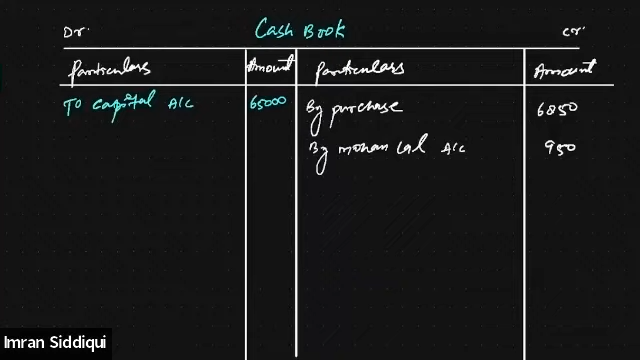 Dr. Cash Book cr.
Particulars Amount Particulars Amount
To capital A/C 65000 By purchase 6850
By mohan lal A/C 950
Imran Siddiqui